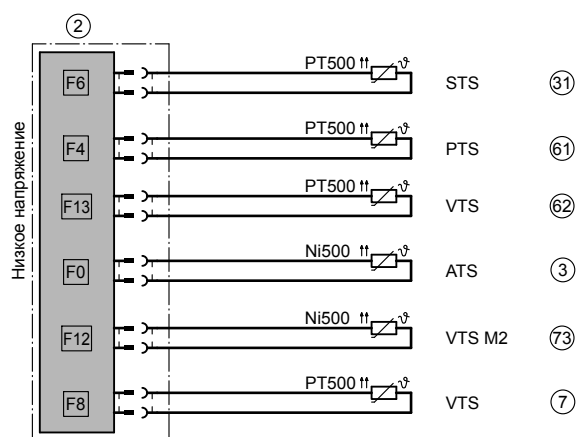 2
Низкое напряжение
F6 PT500 ϑ STS 31
F4 PT500 ϑ PTS 61
F13 PT500 ϑ VTS 62
F0 Ni500 ϑ ATS 3
F12 Ni500 ϑ VTS M2 73
F8 PT500 ϑ VTS 7